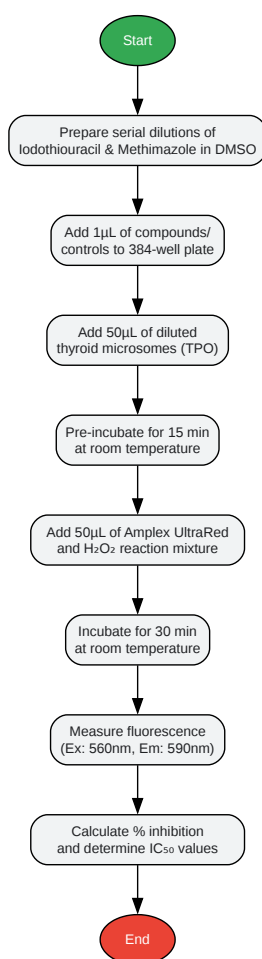 Start
Prepare serial dilutions of
Iodothiouracil & Methimazole in DMSO
Add 1µL of compounds/
controls to 384-well plate
Add 50µL of diluted
thyroid microsomes (TPO)
Pre-incubate for 15 min
at room temperature
Add 50µL of Amplex UltraRed
and H₂O₂ reaction mixture
Incubate for 30 min
at room temperature
Measure fluorescence
(Ex: 560nm, Em: 590nm)
Calculate % inhibition
and determine IC₅₀ values
End